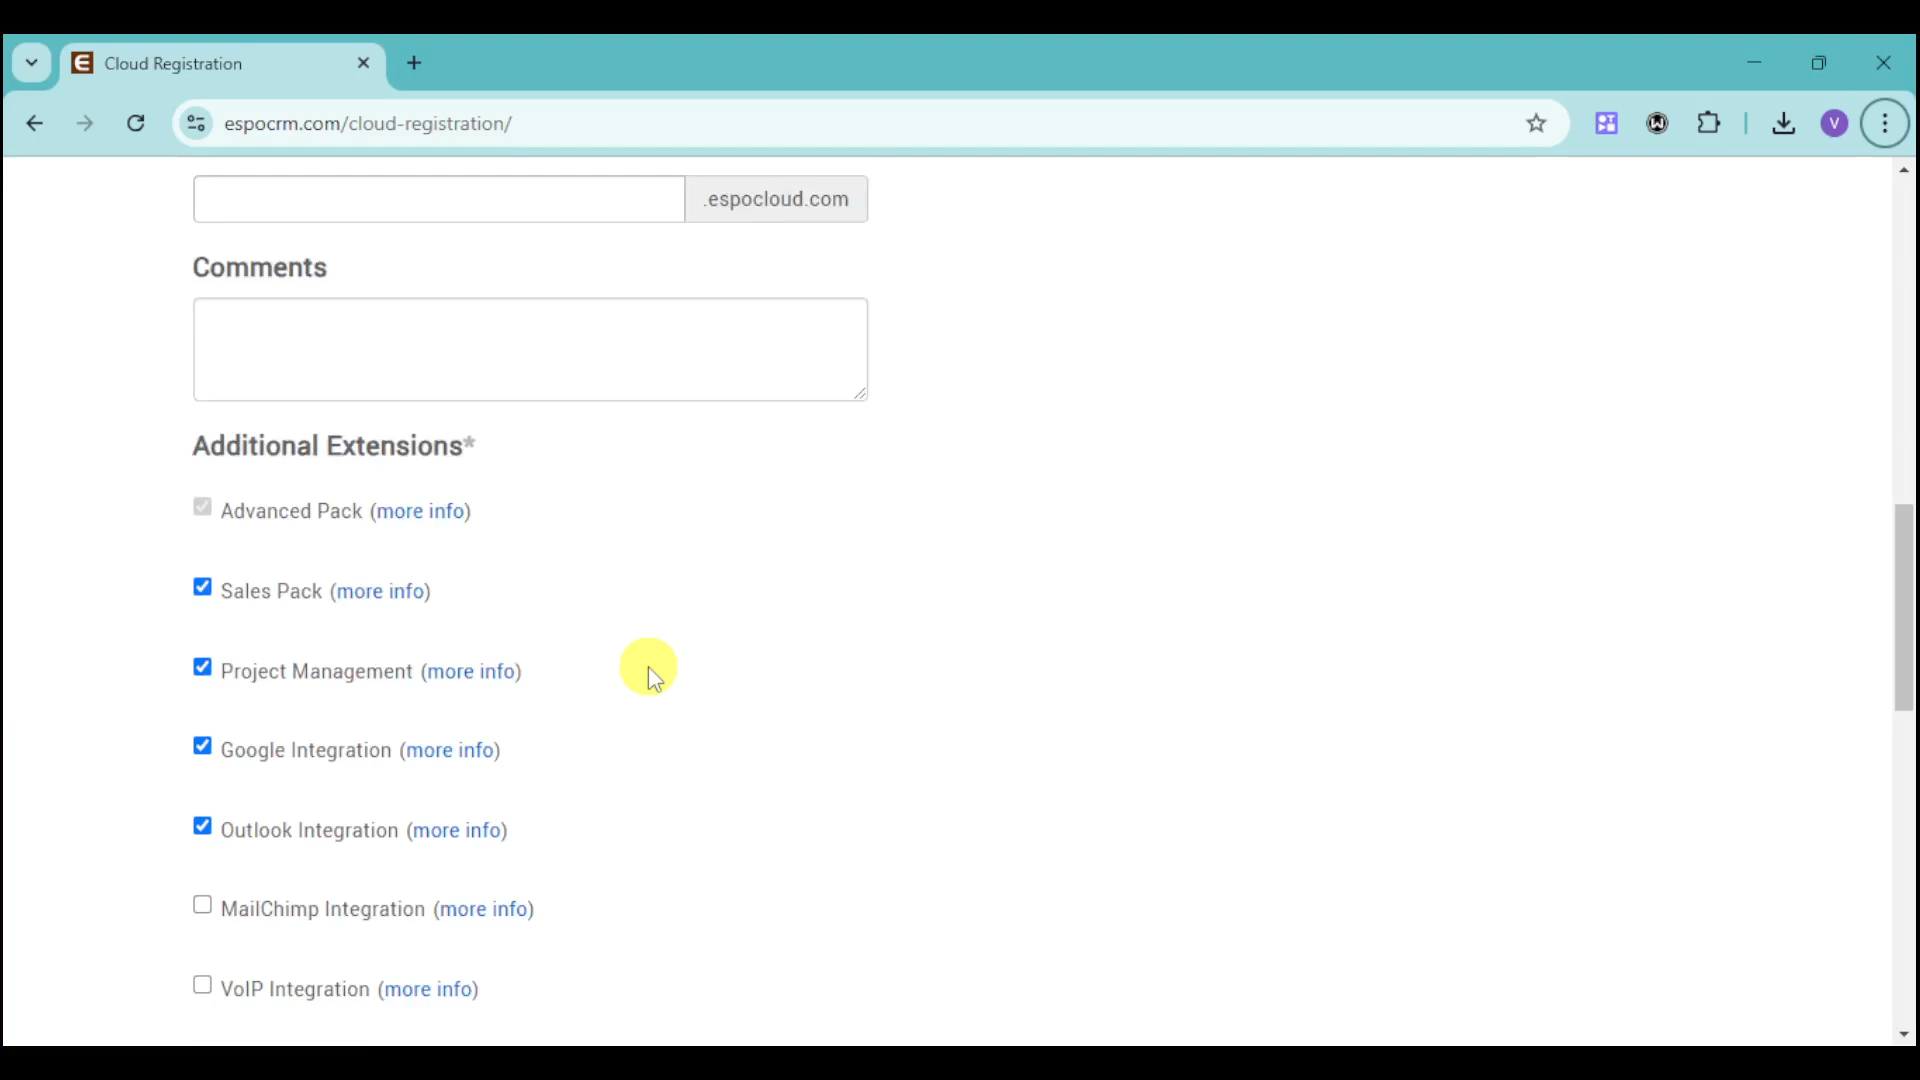 Cloud Registration
espocrm.com/cloud-registration/
V
.espocloud.com
Comments
Additional Extensions*
Advanced Pack (more info)
Sales Pack (more info)
Project Management (more info)
Google Integration (more info)
Outlook Integration (more info)
MailChimp Integration (more info)
VoIP Integration (more info)